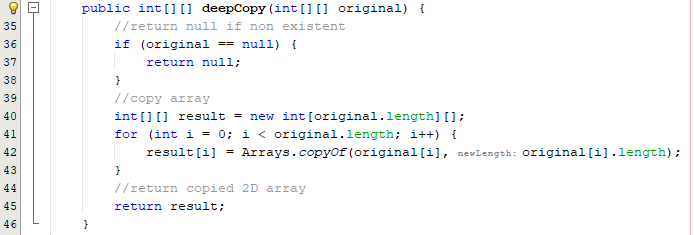 public int[][] deepCopy(int[][] original) {
35 //return null if non existent
36 if (original == null) {
37 return null;
38 }
39 //copy array
40 int[][] result = new int[original.length][];
41 for (int i = 0; i < original.length; i++) {
42 result[i] = Arrays.copyOf(original[i], newLength: original[i].length);
43 }
44 //return copied 2D array
45 return result;
46 }